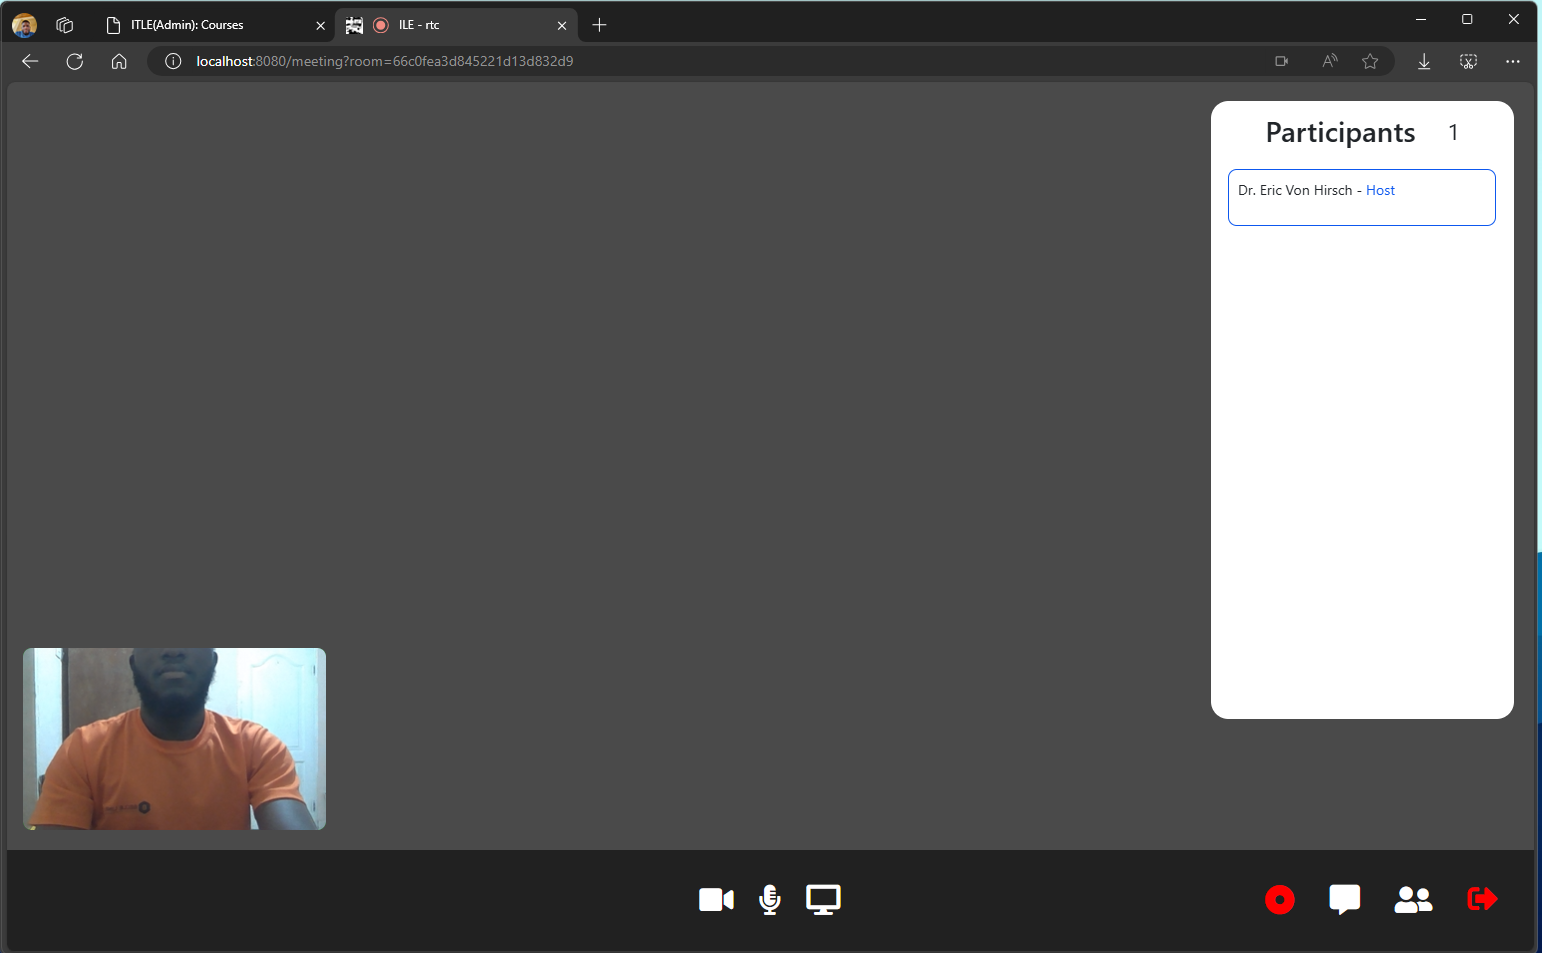 ITLE(Admin): Courses
ILE - rtc
localhost:8080/meeting?room=66c0fea3d845221d13d832d9
Participants 1
Dr. Eric Von Hirsch - Host